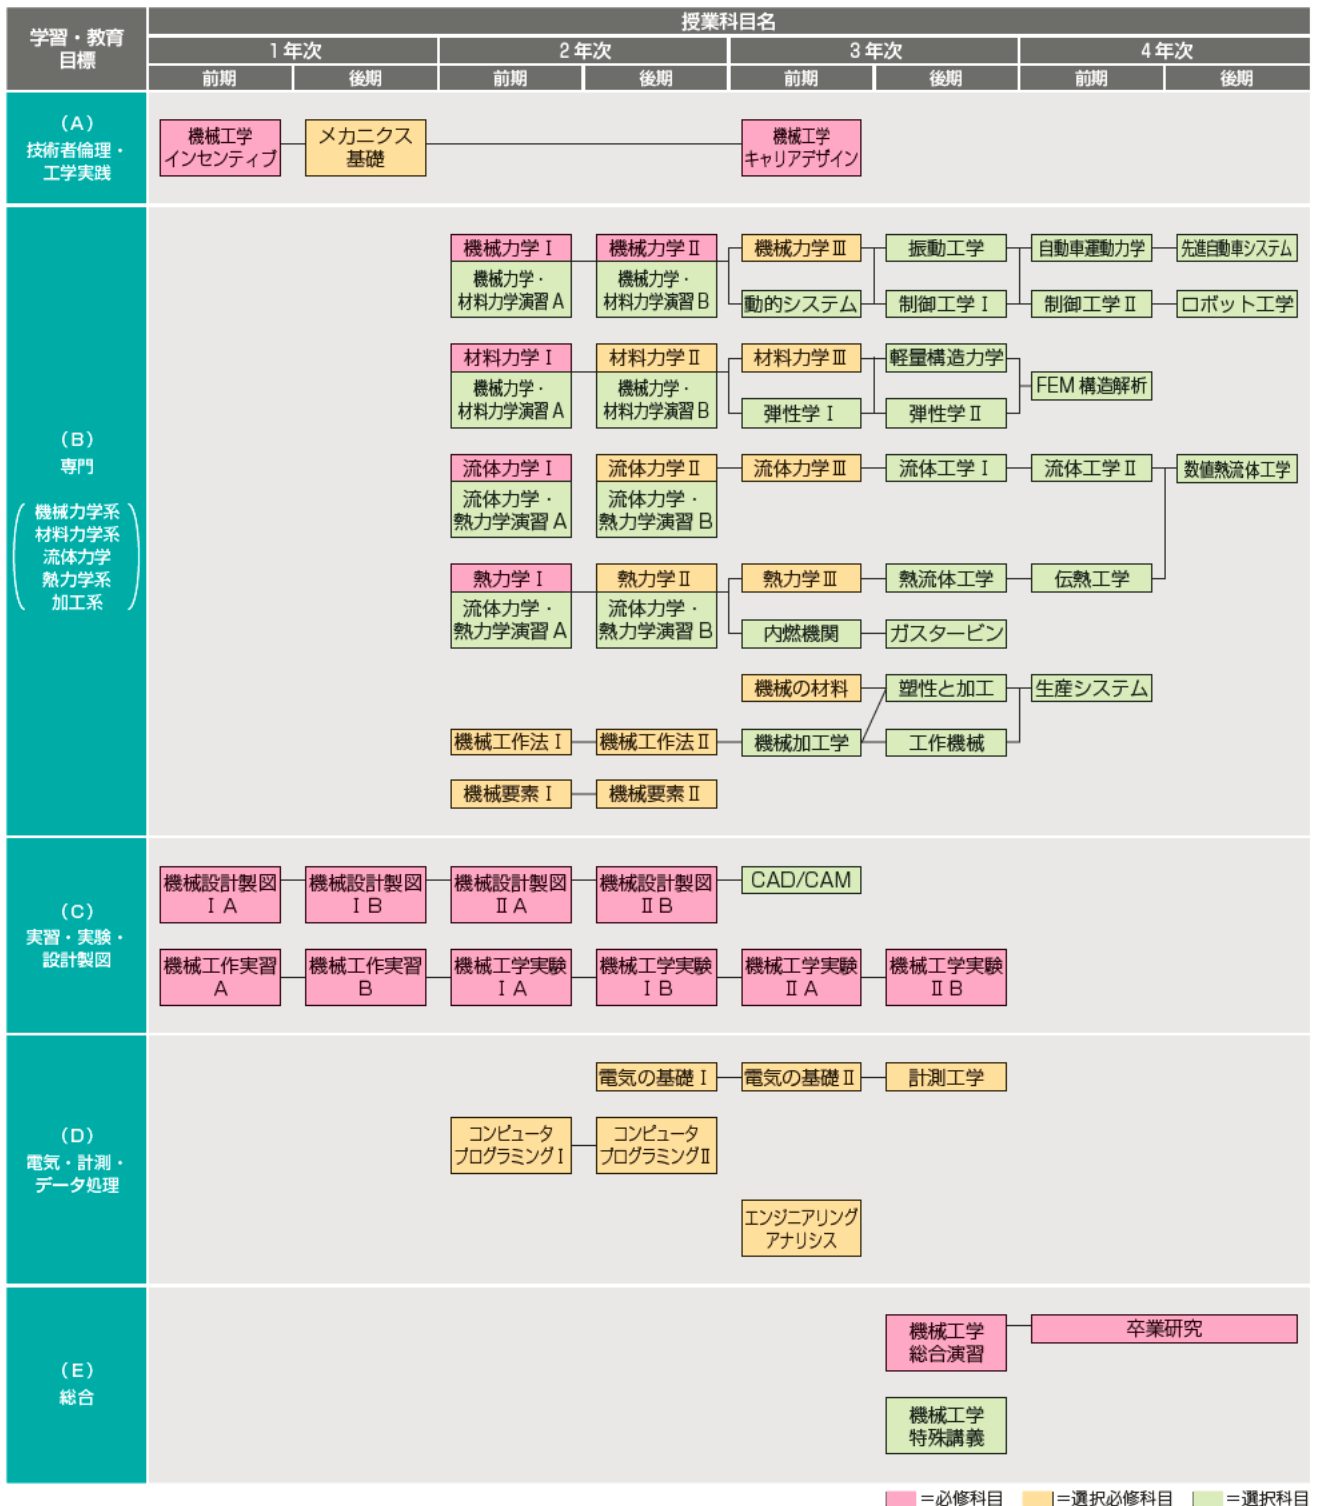 学習・教育
目標
授業科目名
1年次
2年次
3年次
4年次
前期
後期
前期
後期
前期
後期
前期
後期
(A)
技術者倫理・
工学実践
機械工学
インセンティブ
メカニクス
基礎
機械工学
キャリアデザイン
(B)
専門
機械力学系
材料力学系
流体力学
熱力学系
加工系
機械力学Ⅰ
機械力学・
材料力学演習A
機械力学Ⅱ
機械力学・
材料力学演習B
機械力学Ⅲ
振動工学
自動車運動力学
先進自動車システム
動的システム
制御工学Ⅰ
制御工学Ⅱ
ロボット工学
材料力学Ⅰ
機械力学・
材料力学演習A
材料力学Ⅱ
機械力学・
材料力学演習B
材料力学Ⅲ
軽量構造力学
FEM構造解析
弾性学Ⅰ
弾性学Ⅱ
流体力学Ⅰ
流体力学・
熱力学演習A
流体力学Ⅱ
流体力学・
熱力学演習B
流体力学Ⅲ
流体工学Ⅰ
流体工学Ⅱ
数値熱流体工学
熱力学Ⅰ
流体力学・
熱力学演習A
熱力学Ⅱ
流体力学・
熱力学演習B
熱力学Ⅲ
熱流体工学
伝熱工学
内燃機関
ガスタービン
機械の材料
塑性と加工
生産システム
機械工作法Ⅰ
機械工作法Ⅱ
機械加工学
工作機械
機械要素Ⅰ
機械要素Ⅱ
(C)
実習・実験・
設計製図
機械設計製図
ⅠA
機械設計製図
ⅠB
機械設計製図
ⅡA
機械設計製図
ⅡB
CAD/CAM
機械工作実習
A
機械工作実習
B
機械工学実験
ⅠA
機械工学実験
ⅠB
機械工学実験
ⅡA
機械工学実験
ⅡB
(D)
電気・計測・
データ処理
電気の基礎Ⅰ
電気の基礎Ⅱ
計測工学
コンピュータ
プログラミングⅠ
コンピュータ
プログラミングⅡ
エンジニアリング
アナリシス
(E)
総合
機械工学
総合演習
卒業研究
機械工学
特殊講義
=必修科目
=選択必修科目
=選択科目